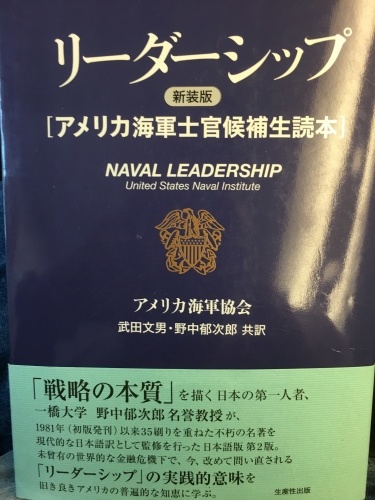 リーダーシップ
新装版
[アメリカ海軍士官候補生読本]
NAVAL LEADERSHIP
United States Naval Institute
アメリカ海軍協会
武田文男・野中郁次郎 共訳
「戦略の本質」を描く日本の第一人者、
一橋大学 野中郁次郎 名誉教授が、
1981年(初版発刊)以来35刷りを重ねた不朽の名著を
現代的な日本語訳として監修を行った日本語版 第2版。
未曾有の世界的な金融危機下で、今、改めて問い直される
「リーダーシップ」の実践的意味を
旧き良きアメリカの普遍的な知恵に学ぶ。
生産性出版